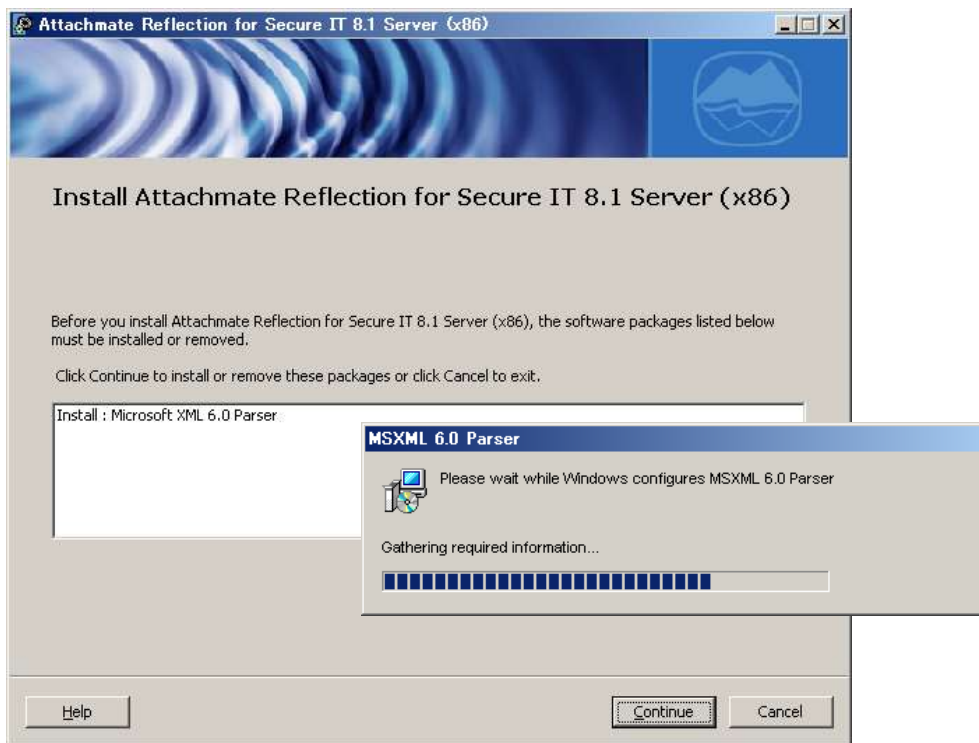 Attachmate Reflection for Secure IT 8.1 Server (x86)
Install Attachmate Reflection for Secure IT 8.1 Server (x86)
Before you install Attachmate Reflection for Secure IT 8.1 Server (x86), the software packages listed below
must be installed or removed.
Click Continue to install or remove these packages or click Cancel to exit.
Install : Microsoft XML 6.0 Parser
MSXML 6.0 Parser
Please wait while Windows configures MSXML 6.0 Parser
Gathering required information...
Help
Continue
Cancel